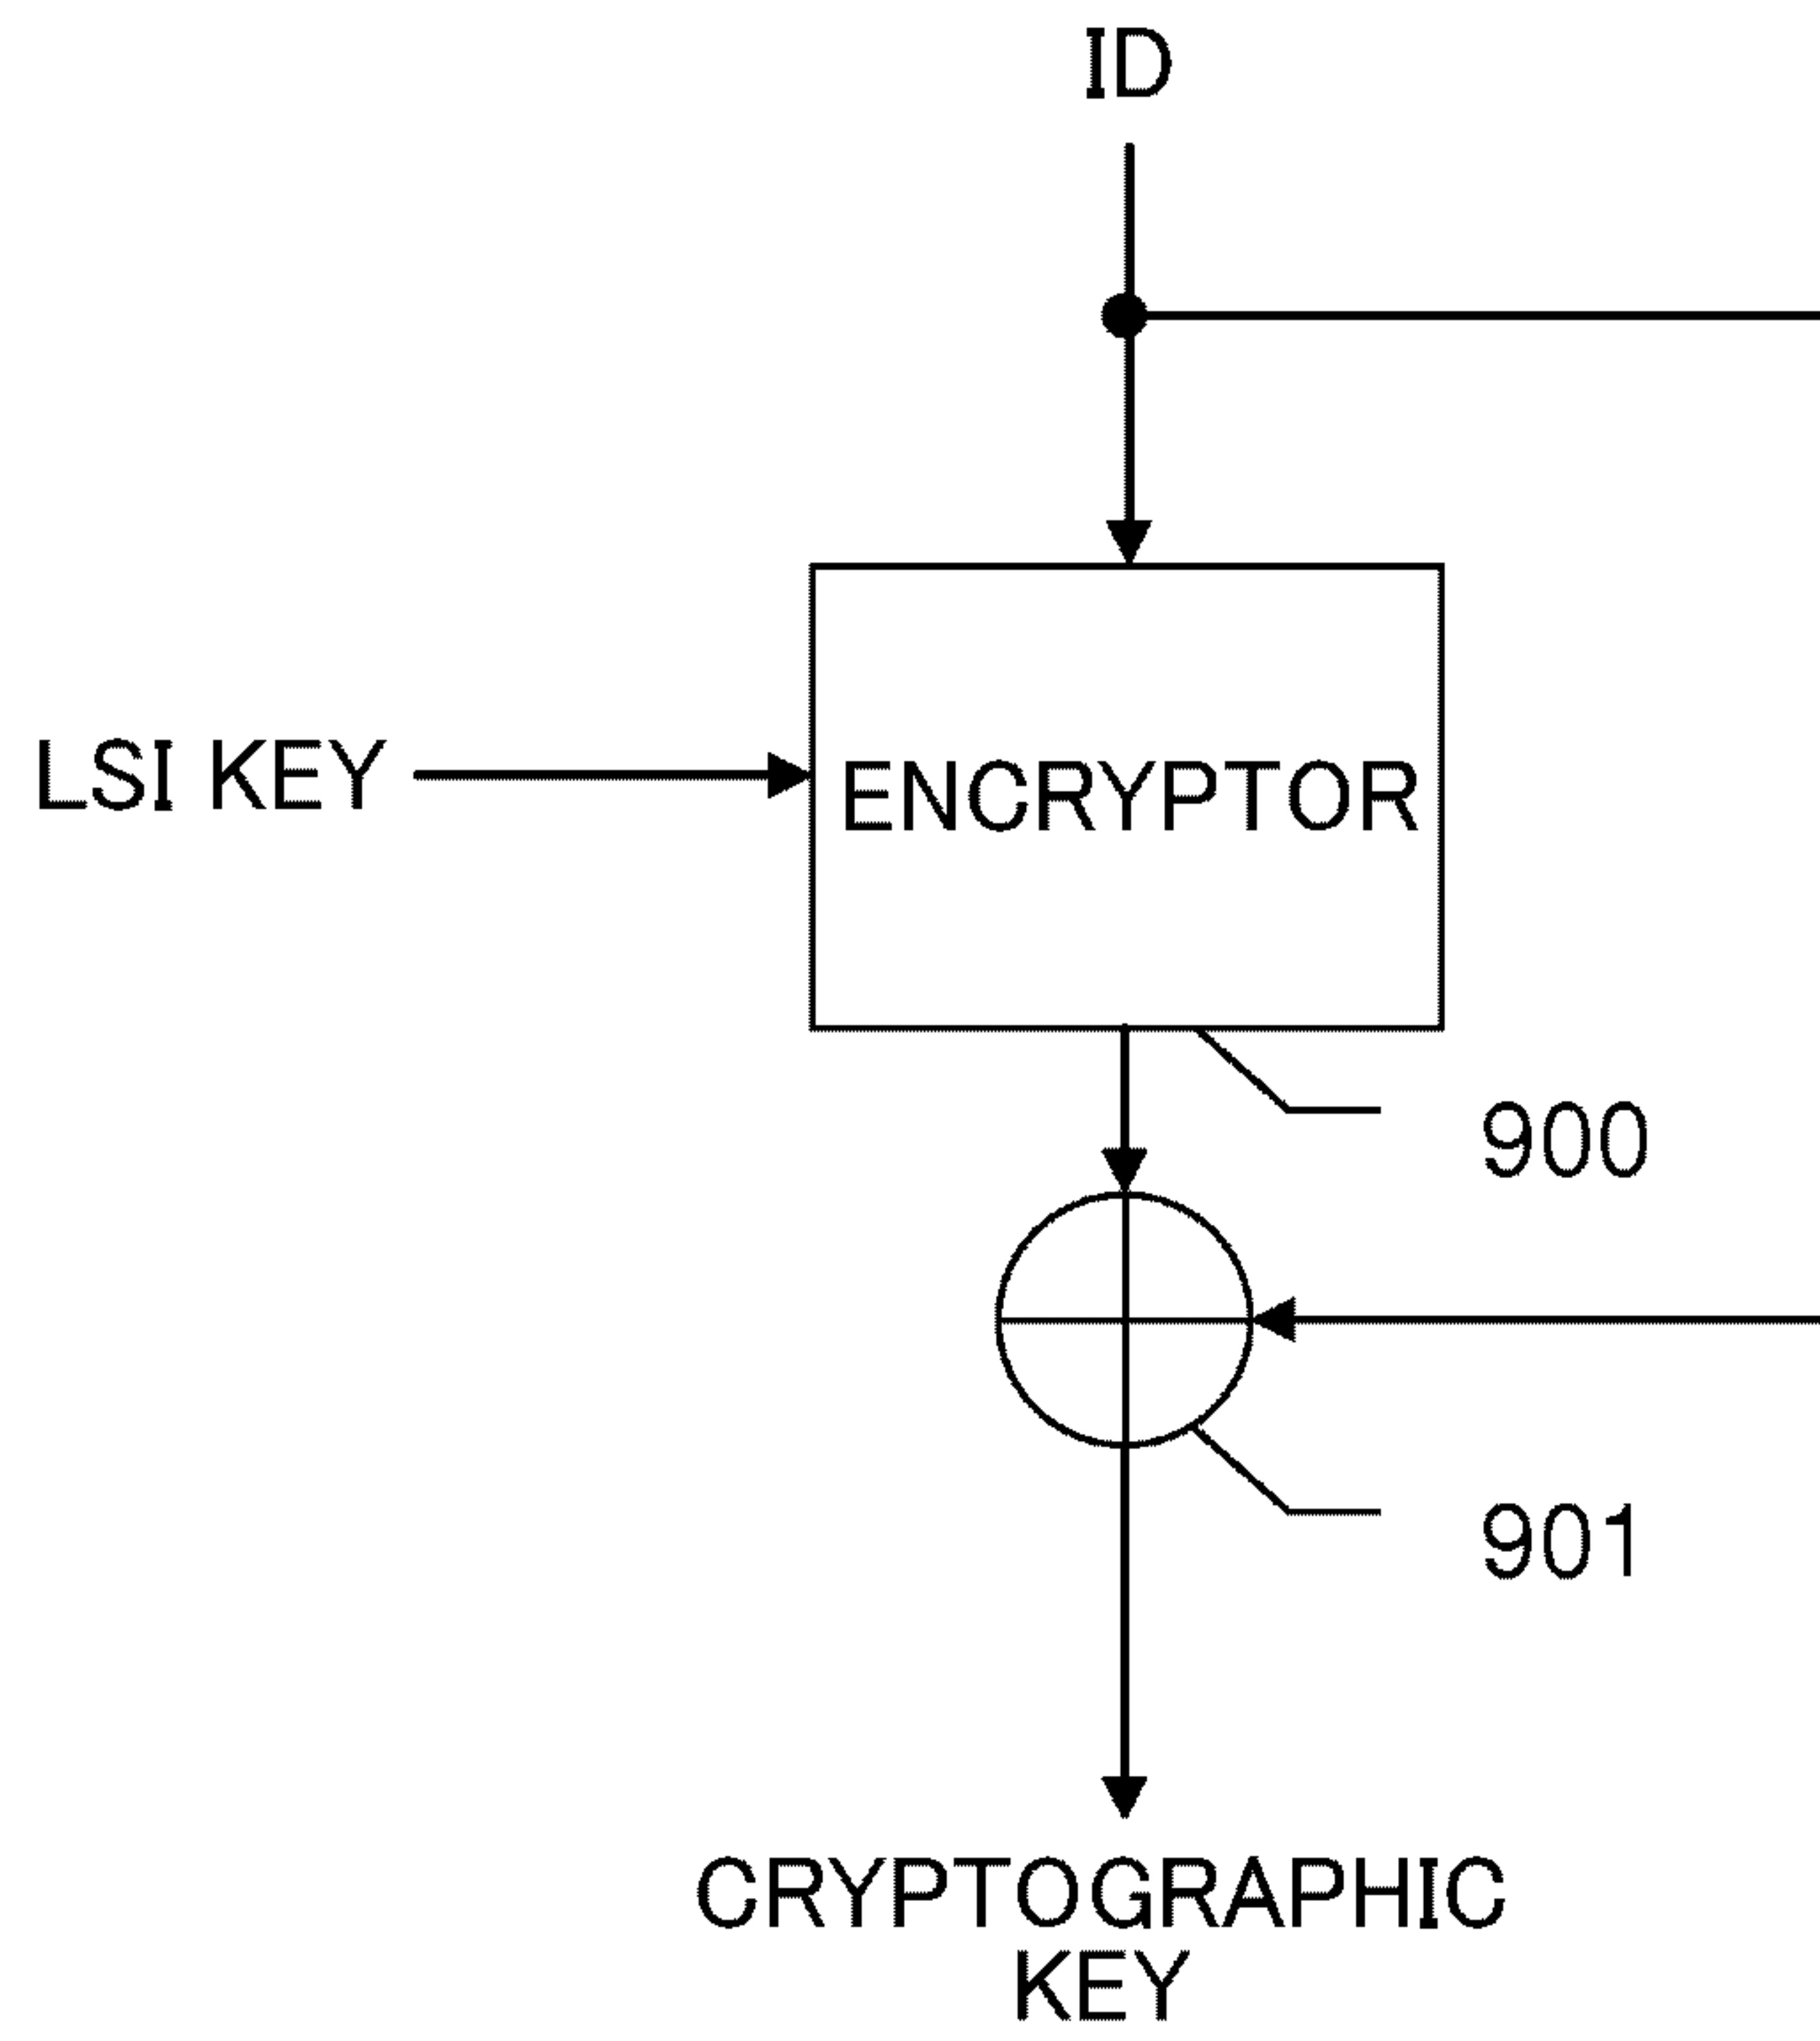 ID
LSI KEY
ENCRYPTOR
900
901
CRYPTOGRAPHIC
KEY